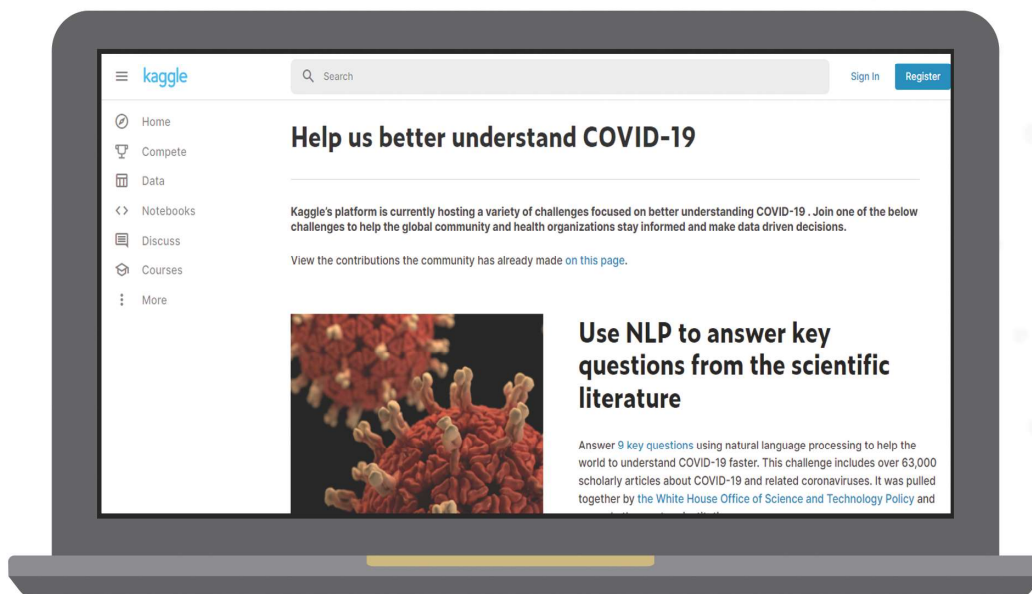 kaggle
Search
Sign In
Register
Home
Compete
Data
Notebooks
Discuss
Courses
More
Help us better understand COVID-19
Kaggle's platform is currently hosting a variety of challenges focused on better understanding COVID-19 . Join one of the below
challenges to help the global community and health organizations stay informed and make data driven decisions.
View the contributions the community has already made on this page.
Use NLP to answer key
questions from the scientific
literature
Answer 9 key questions using natural language processing to help the
world to understand COVID-19 faster. This challenge includes over 63,000
scholarly articles about COVID-19 and related coronaviruses. It was pulled
together by the White House Office of Science and Technology Policy and